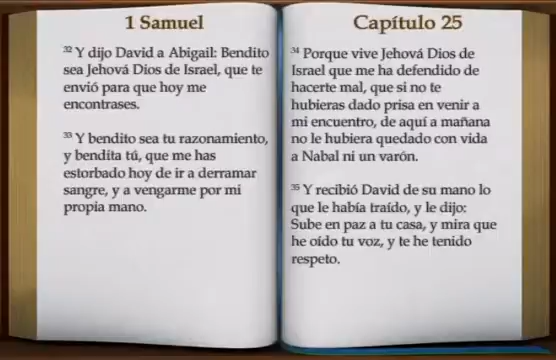 1 Samuel
³² Y dijo David a Abigail: Bendito
sea Jehová Dios de Israel, que te
envió para que hoy me
encontrases.
³³ Y bendito sea tu razonamiento,
y bendita tú, que me has
estorbado hoy de ir a derramar
sangre, y a vengarme por mi
propia mano.
Capítulo 25
³⁴ Porque vive Jehová Dios de
Israel que me ha defendido de
hacerte mal, que si no te
hubieras dado prisa en venir a
mi encuentro, de aquí a mañana
no le hubiera quedado con vida
a Nabal ni un varón.
³⁵ Y recibió David de su mano lo
que le había traído, y le dijo:
Sube en paz a tu casa, y mira que
he oído tu voz, y te he tenido
respeto.